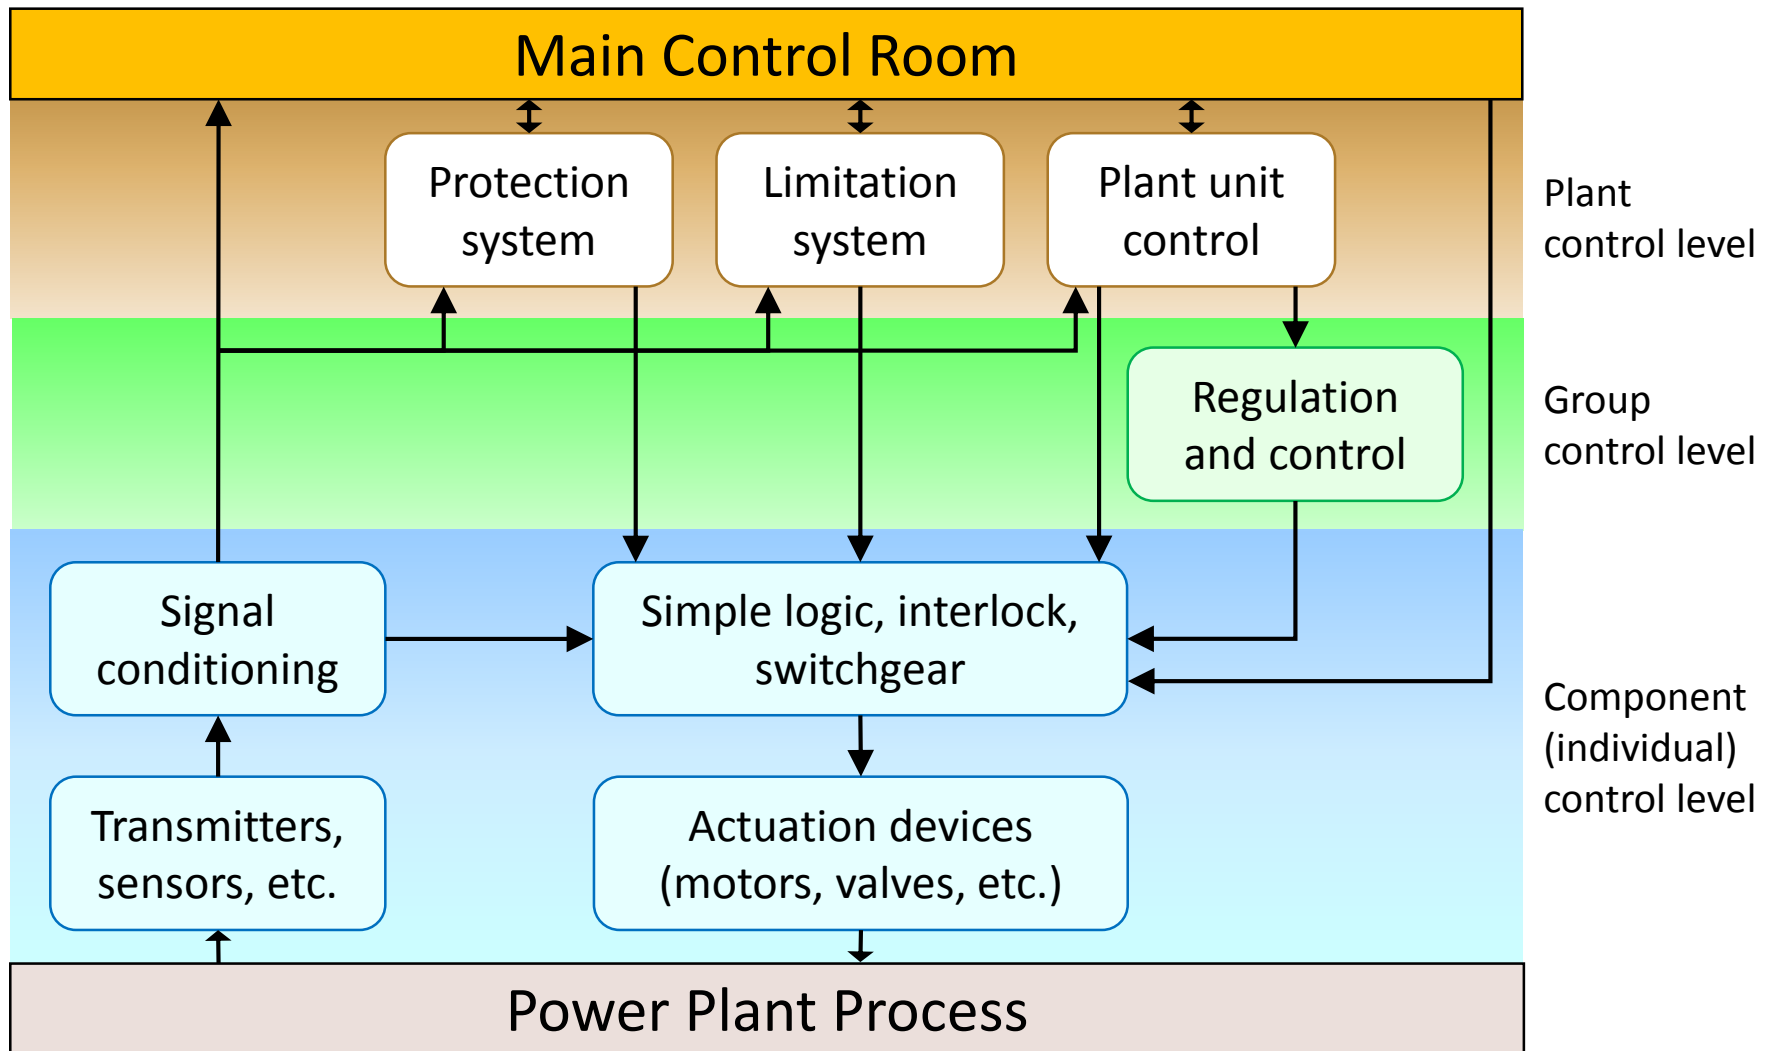 Main Control Room
Protection
system
Limitation
system
Plant unit
control
Plant
control level
Regulation
and control
Group
control level
Signal
conditioning
Simple logic, interlock,
switchgear
Component
(individual)
control level
Transmitters,
sensors, etc.
Actuation devices
(motors, valves, etc.)
Power Plant Process